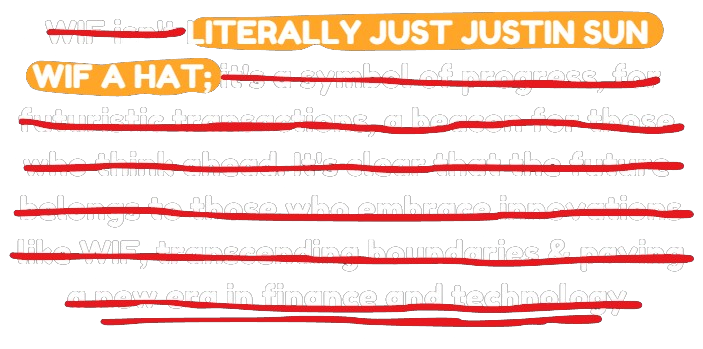 WIF isn't LITERALLY JUST JUSTIN SUN
WIF A HAT; it's a symbol of progress, for
futuristic transactions, a beacon for those
who think ahead. It's clear that the future
belongs to those who embrace innovations
like WIF, transcending boundaries & paving
a new era in finance and technology